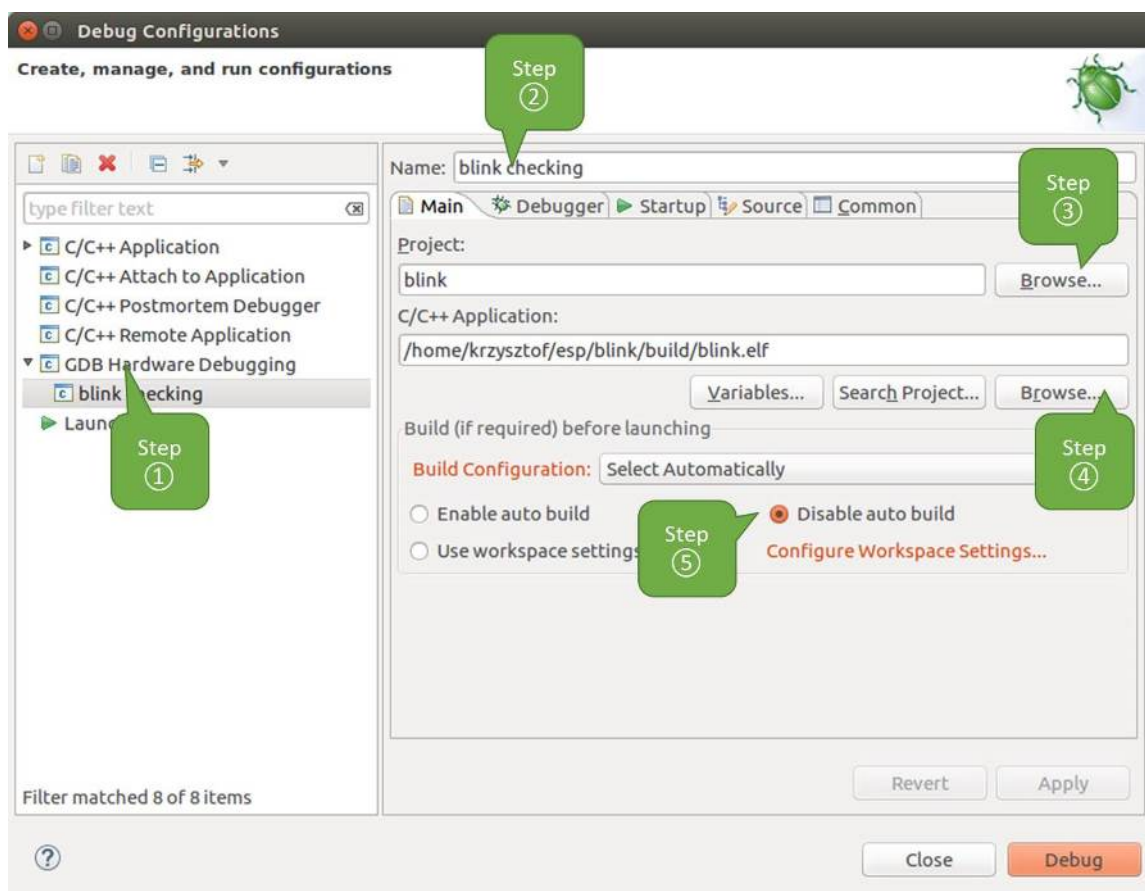 Debug Configurations
Create, manage, and run configurations
Step
②
type filter text
C/C++ Application
C/C++ Attach to Application
C/C++ Postmortem Debugger
C/C++ Remote Application
GDB Hardware Debugging
blink checking
Step
①
Filter matched 8 of 8 items
Name: blink checking
Main Debugger Startup Source Common
Step
③
Project:
blink Browse...
C/C++ Application:
/home/krzysztof/esp/blink/build/blink.elf
Variables... Search Project... Browse...
Step
④
Build (if required) before launching
Build Configuration: Select Automatically
Enable auto build Disable auto build
Step
⑤
Use workspace settings Configure Workspace Settings...
Revert Apply
Close Debug